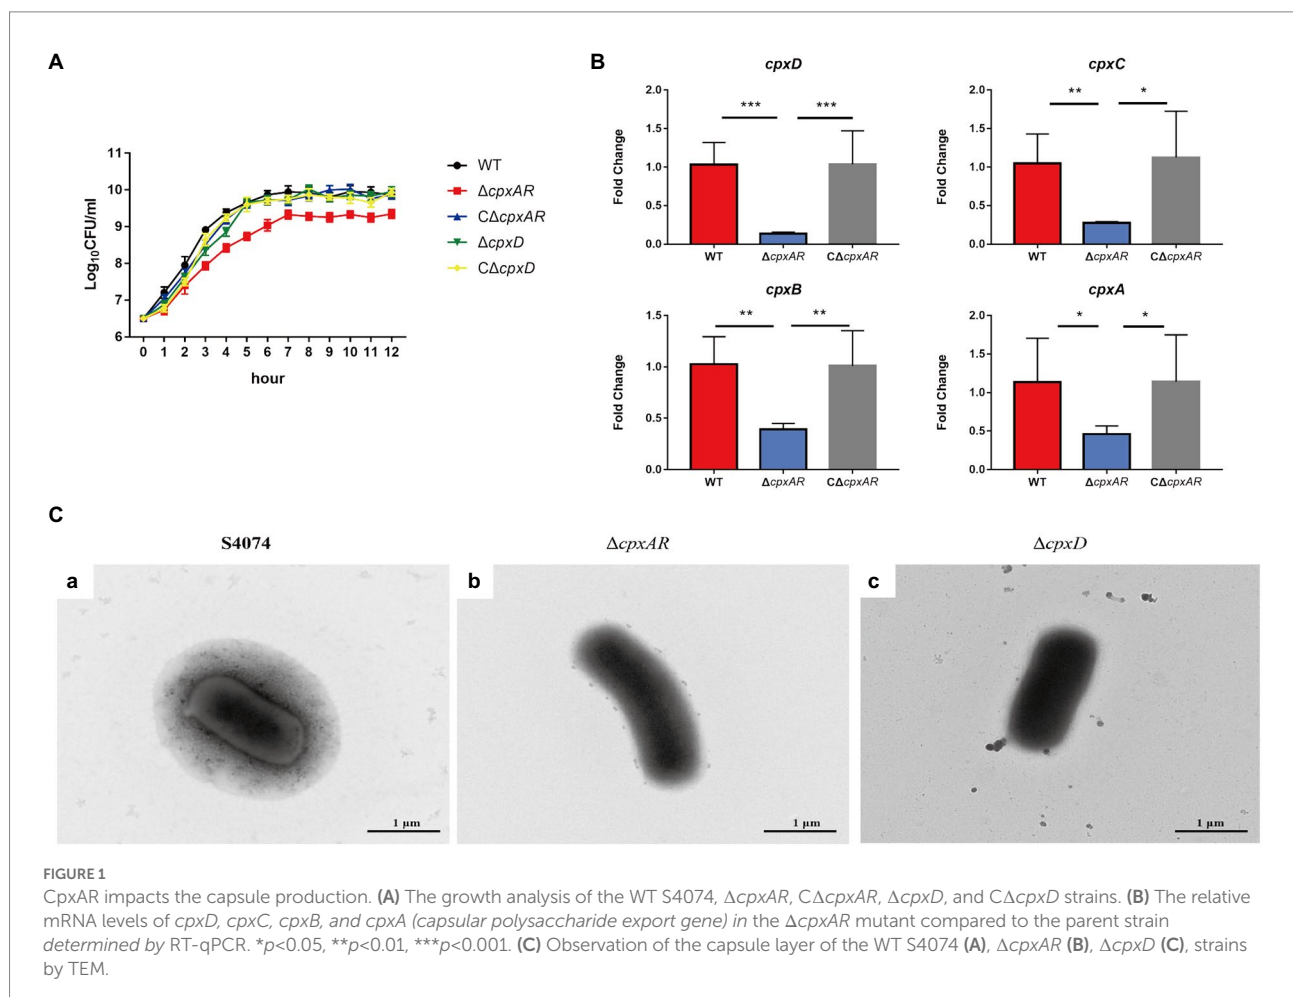 A
11
10
9
8
7
6
Log10CFU/ml
0 1 2 3 4 5 6 7 8 9 10 11 12
hour
WT
ΔcpxAR
CΔcpxAR
ΔcpxD
CΔcpxD
B
cpxD
2.0
1.5
1.0
0.5
0.0
Fold Change
*** ***
WT ΔcpxAR CΔcpxAR
cpxC
2.0
1.5
1.0
0.5
0.0
Fold Change
** *
WT ΔcpxAR CΔcpxAR
cpxB
1.5
1.0
0.5
0.0
Fold Change
** **
WT ΔcpxAR CΔcpxAR
cpxA
2.0
1.5
1.0
0.5
0.0
Fold Change
* *
WT ΔcpxAR CΔcpxAR
C
S4074 ΔcpxAR ΔcpxD
a b c
1 μm 1 μm 1 μm
FIGURE 1
CpxAR impacts the capsule production. (A) The growth analysis of the WT S4074, ΔcpxAR, CΔcpxAR, ΔcpxD, and CΔcpxD strains. (B) The relative
mRNA levels of cpxD, cpxC, cpxB, and cpxA (capsular polysaccharide export gene) in the ΔcpxAR mutant compared to the parent strain
determined by RT-qPCR. *p<0.05, **p<0.01, ***p<0.001. (C) Observation of the capsule layer of the WT S4074 (A), ΔcpxAR (B), ΔcpxD (C), strains
by TEM.